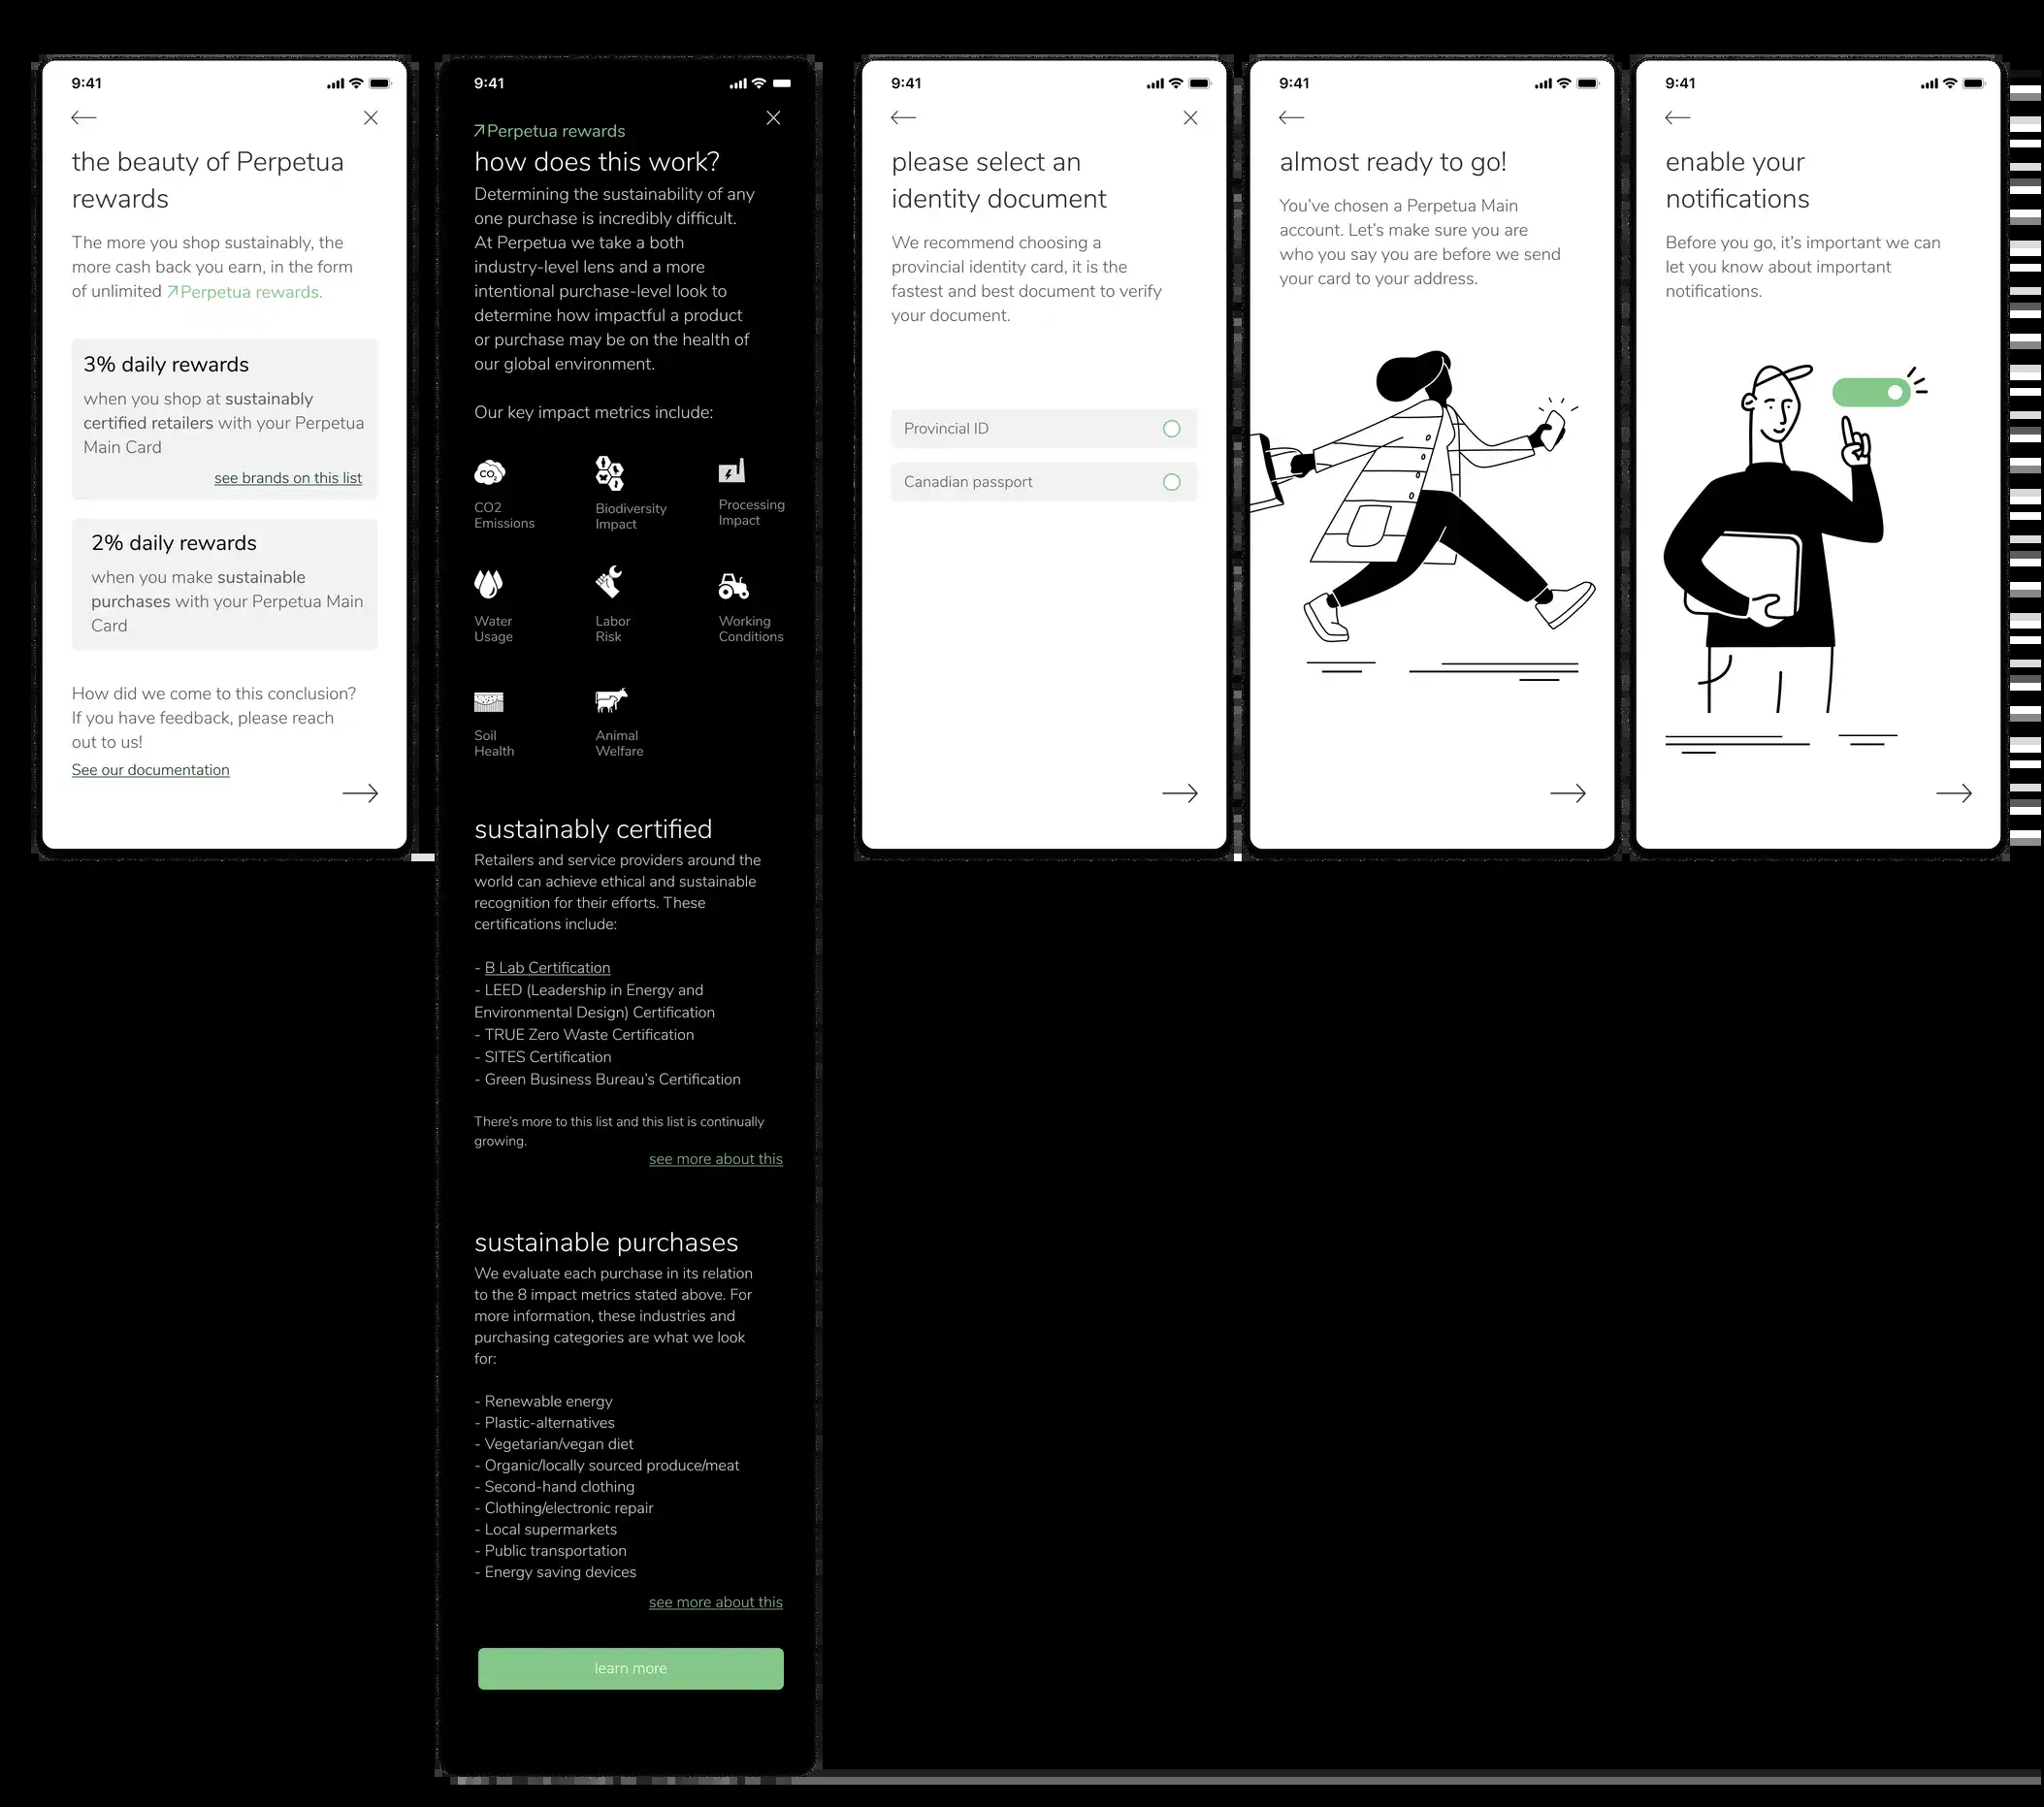 9:41
the beauty of Perpetua
rewards
The more you shop sustainably, the
more cash back you earn, in the form
of unlimited Perpetua rewards.
3% daily rewards
when you shop at sustainably
certified retailers with your Perpetua
Main Card
see brands on this list
2% daily rewards
when you make sustainable
purchases with your Perpetua Main
Card
How did we come to this conclusion?
If you have feedback, please reach
out to us!
See our documentation
9:41
Perpetua rewards
how does this work?
Determining the sustainability of any
one purchase is incredibly difficult.
At Perpetua we take a both
industry-level lens and a more
intentional purchase-level look to
determine how impactful a product
or purchase may be on the health of
our global environment.
Our key impact metrics include:
CO2
CO2
Emissions
Biodiversity
Impact
Processing
Impact
Water
Usage
Labor
Risk
Working
Conditions
Soil
Health
Animal
Welfare
sustainably certified
Retailers and service providers around the
world can achieve ethical and sustainable
recognition for their efforts. These
certifications include:
- B Lab Certification
- LEED (Leadership in Energy and
Environmental Design) Certification
- TRUE Zero Waste Certification
- SITES Certification
- Green Business Bureau's Certification
There's more to this list and this list is continually
growing.
see more about this
sustainable purchases
We evaluate each purchase in its relation
to the 8 impact metrics stated above. For
more information, these industries and
purchasing categories are what we look
for:
- Renewable energy
- Plastic-alternatives
- Vegetarian/vegan diet
- Organic/locally sourced produce/meat
- Second-hand clothing
- Clothing/electronic repair
- Local supermarkets
- Public transportation
- Energy saving devices
see more about this
learn more
9:41
please select an
identity document
We recommend choosing a
provincial identity card, it is the
fastest and best document to verify
your document.
Provincial ID
Canadian passport
9:41
almost ready to go!
You've chosen a Perpetua Main
account. Let's make sure you are
who you say you are before we send
your card to your address.
9:41
enable your
notifications
Before you go, it's important we can
let you know about important
notifications.